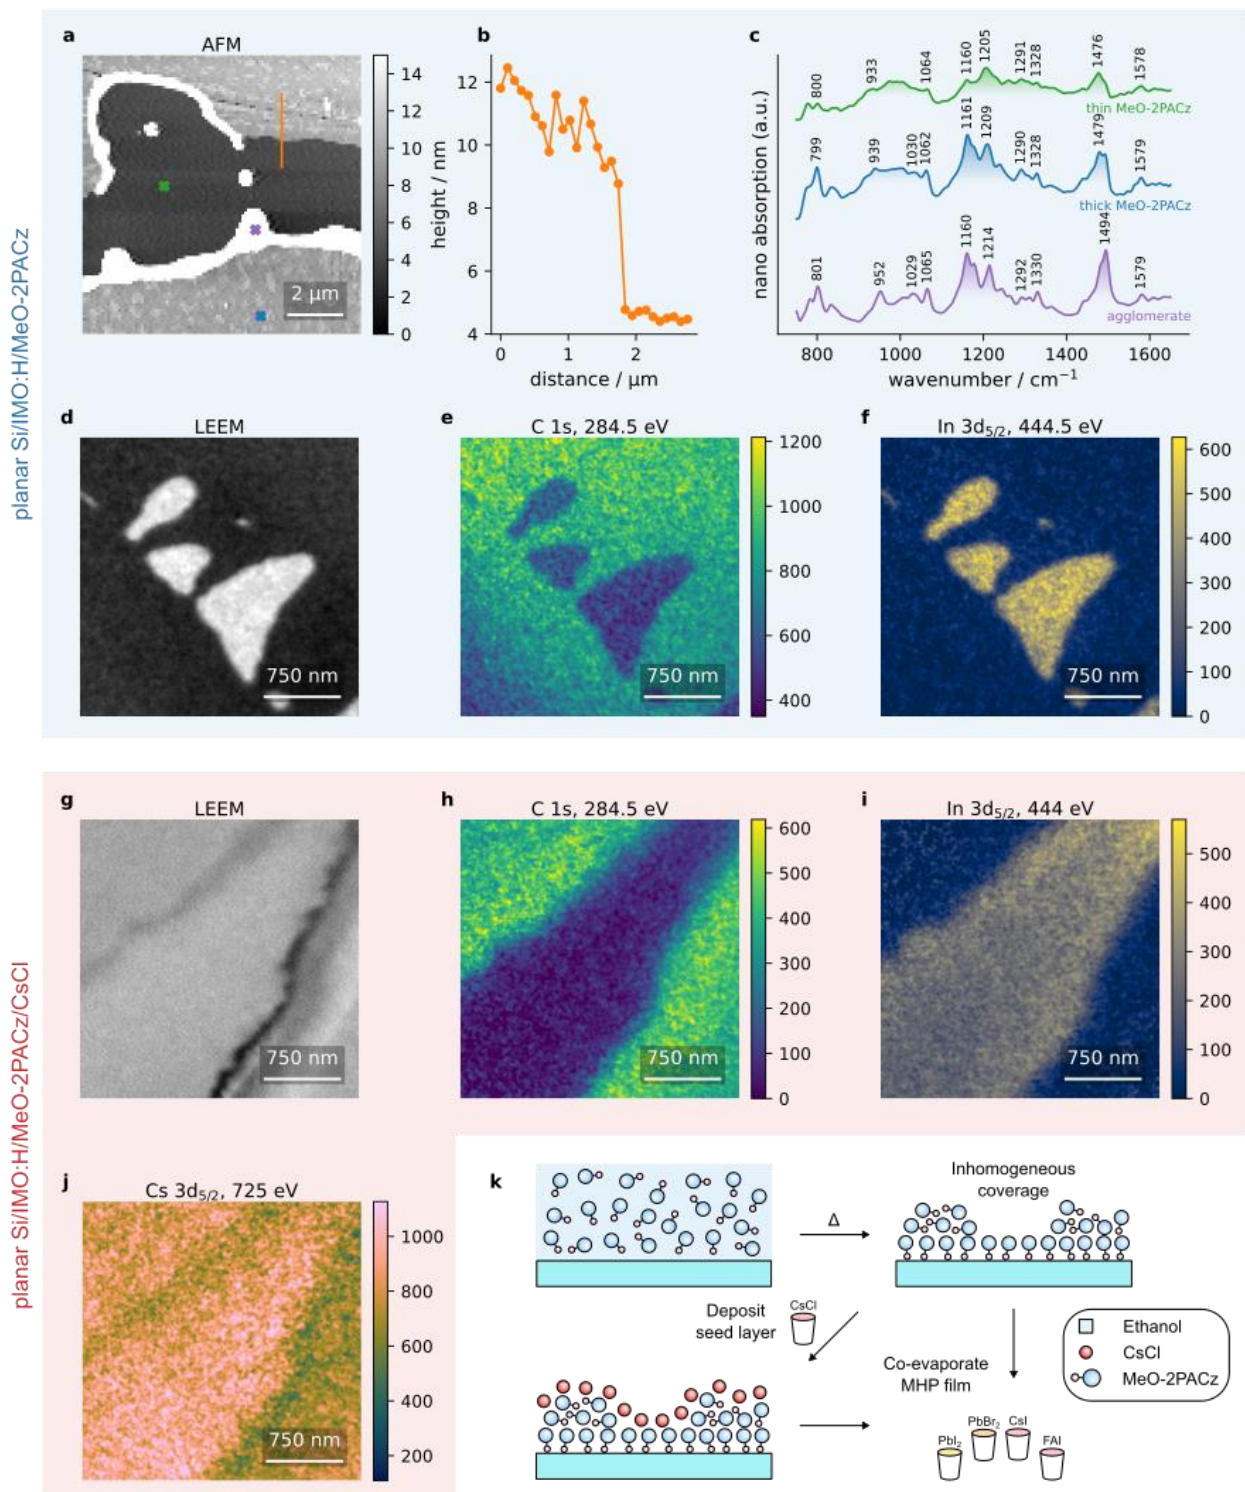 planar Si/IMO:H/MeO-2PACz
a
AFM
14
12
10
8
6
4
2
0
height / nm
2 μm
b
12
10
8
6
4
0
1
2
distance / μm
c
nano absorption (a.u.)
800
933
1064
1160
1205
1291
1328
1476
1578
thin MeO-2PACz
799
939
1030
1062
1161
1209
1290
1328
1479
1579
thick MeO-2PACz
801
952
1029
1065
1160
1214
1292
1330
1494
1579
agglomerate
800
1000
1200
1400
1600
wavenumber / cm⁻¹
d
LEEM
750 nm
e
C 1s, 284.5 eV
750 nm
1200
1000
800
600
400
f
In 3d₅/₂, 444.5 eV
750 nm
600
500
400
300
200
100
0
planar Si/IMO:H/MeO-2PACz/CsCl
g
LEEM
750 nm
h
C 1s, 284.5 eV
750 nm
600
500
400
300
200
100
0
i
In 3d₅/₂, 444 eV
750 nm
500
400
300
200
100
0
j
Cs 3d₅/₂, 725 eV
750 nm
1000
800
600
400
200
k
Δ
Inhomogeneous
coverage
Deposit
seed layer
CsCl
Co-evaporate
MHP film
Ethanol
CsCl
MeO-2PACz
PbI₂
PbBr₂
CsI
FAI